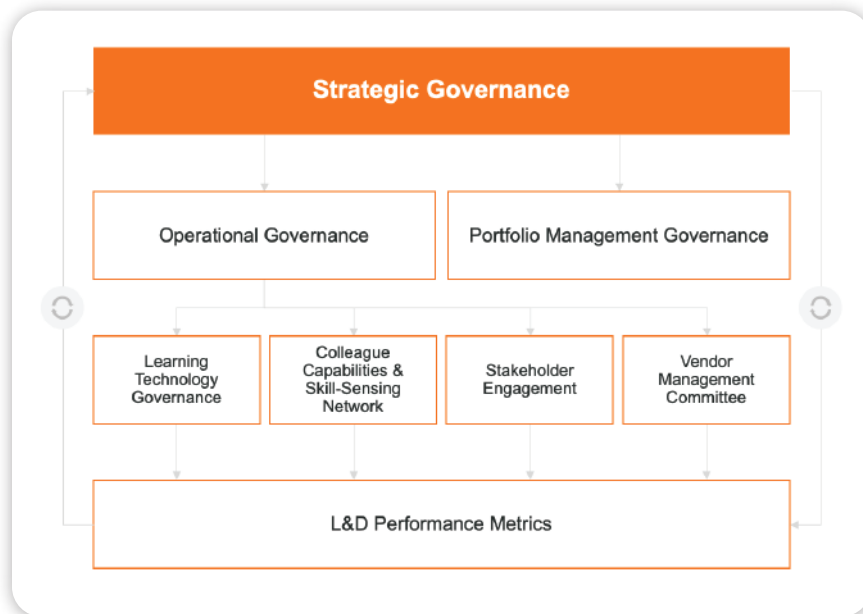 Strategic Governance
Operational Governance
Portfolio Management Governance
Learning
Technology
Governance
Colleague
Capabilities &
Skill-Sensing
Network
Stakeholder
Engagement
Vendor
Management
Committee
L&D Performance Metrics